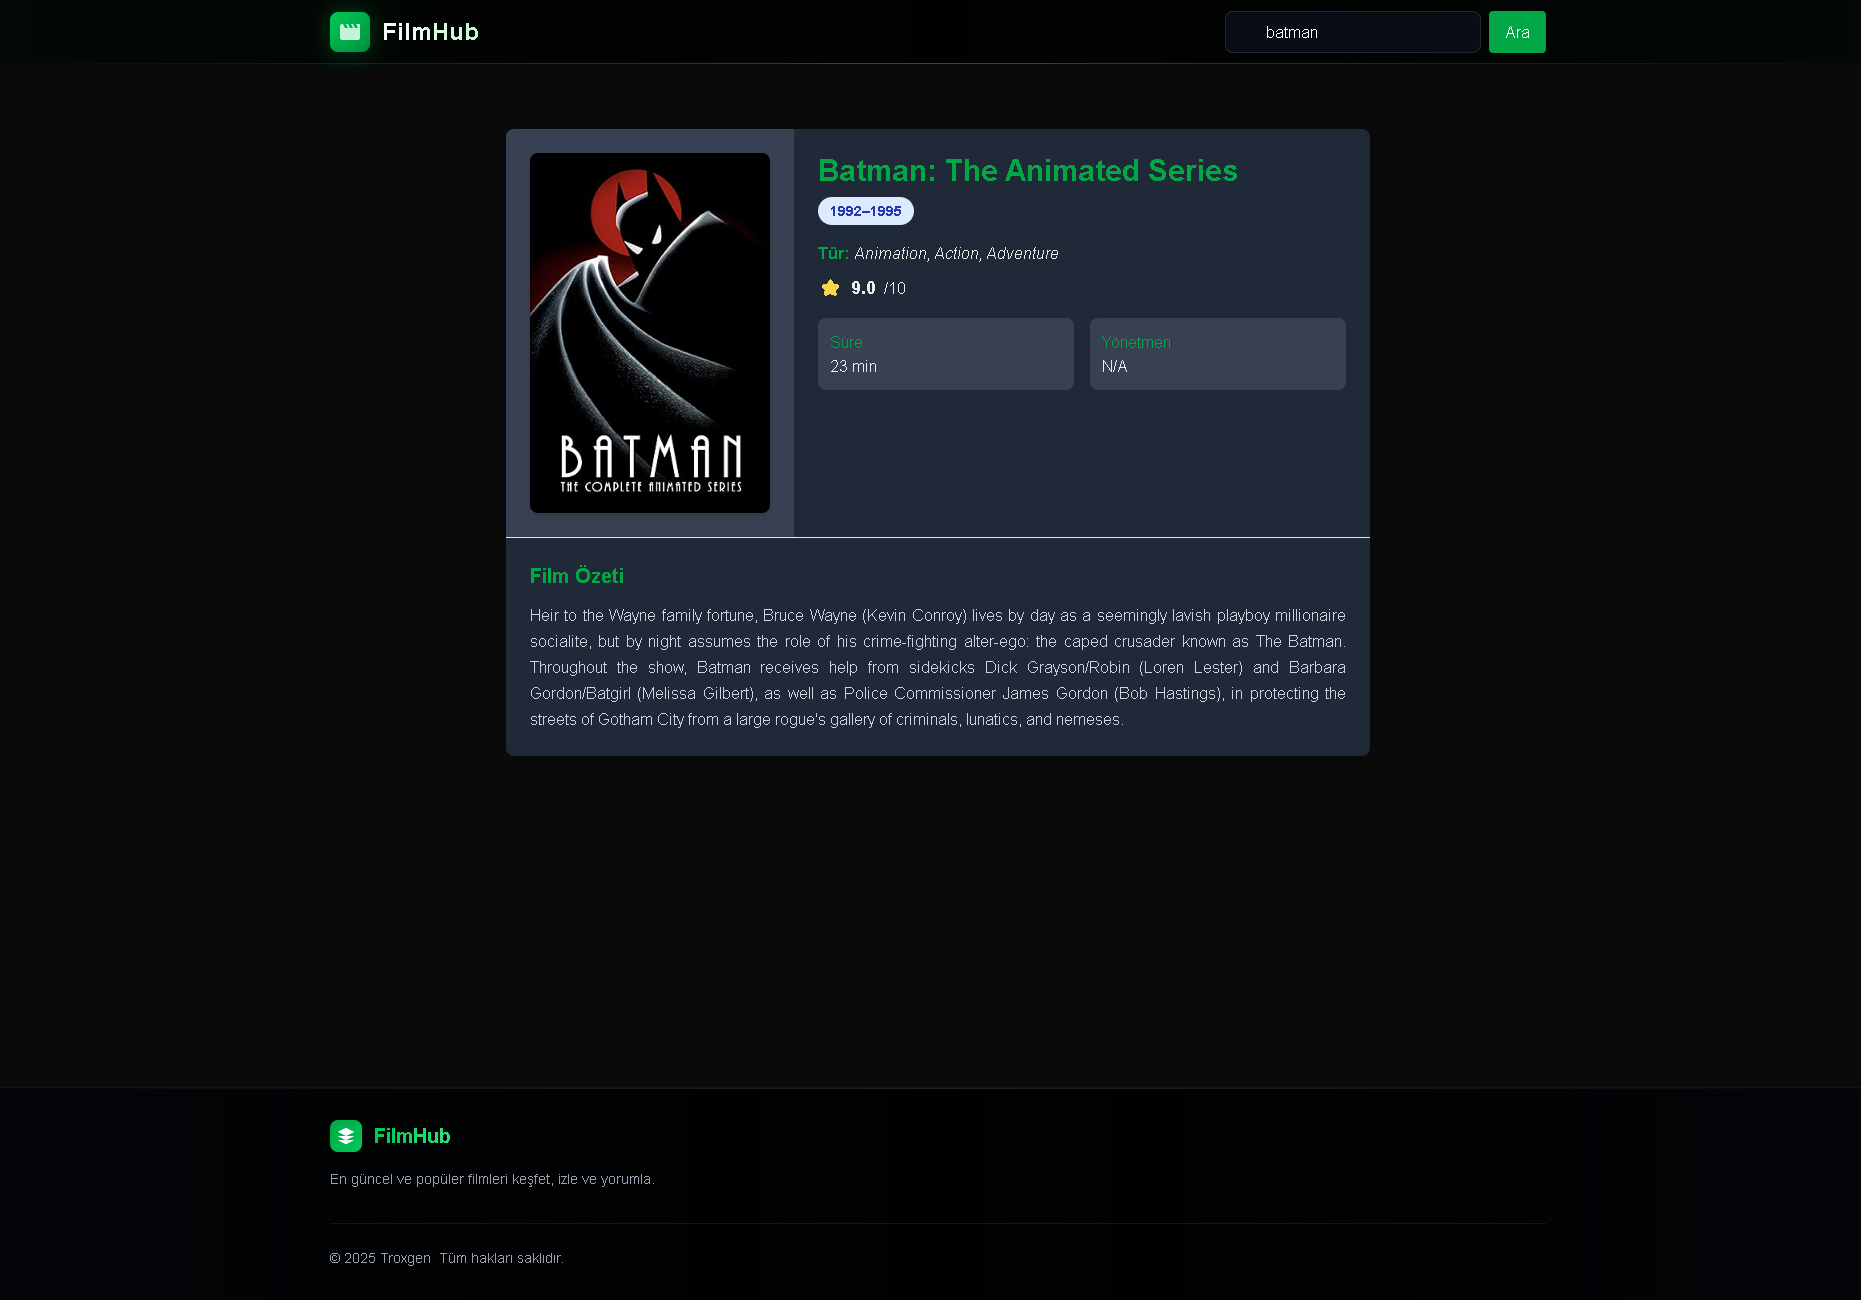 FilmHub
batman
Ara
BATMAN
THE COMPLETE ANIMATED SERIES
Batman: The Animated Series
1992–1995
Tür: Animation, Action, Adventure
9.0 /10
Süre
23 min
Yönetmen
N/A
Film Özeti
Heir to the Wayne family fortune, Bruce Wayne (Kevin Conroy) lives by day as a seemingly lavish playboy millionaire
socialite, but by night assumes the role of his crime-fighting alter-ego: the caped crusader known as The Batman.
Throughout the show, Batman receives help from sidekicks Dick Grayson/Robin (Loren Lester) and Barbara
Gordon/Batgirl (Melissa Gilbert), as well as Police Commissioner James Gordon (Bob Hastings), in protecting the
streets of Gotham City from a large rogue's gallery of criminals, lunatics, and nemeses.
FilmHub
En güncel ve popüler filmleri keşfet, izle ve yorumla.
© 2025 Troxgen  Tüm hakları saklıdır.